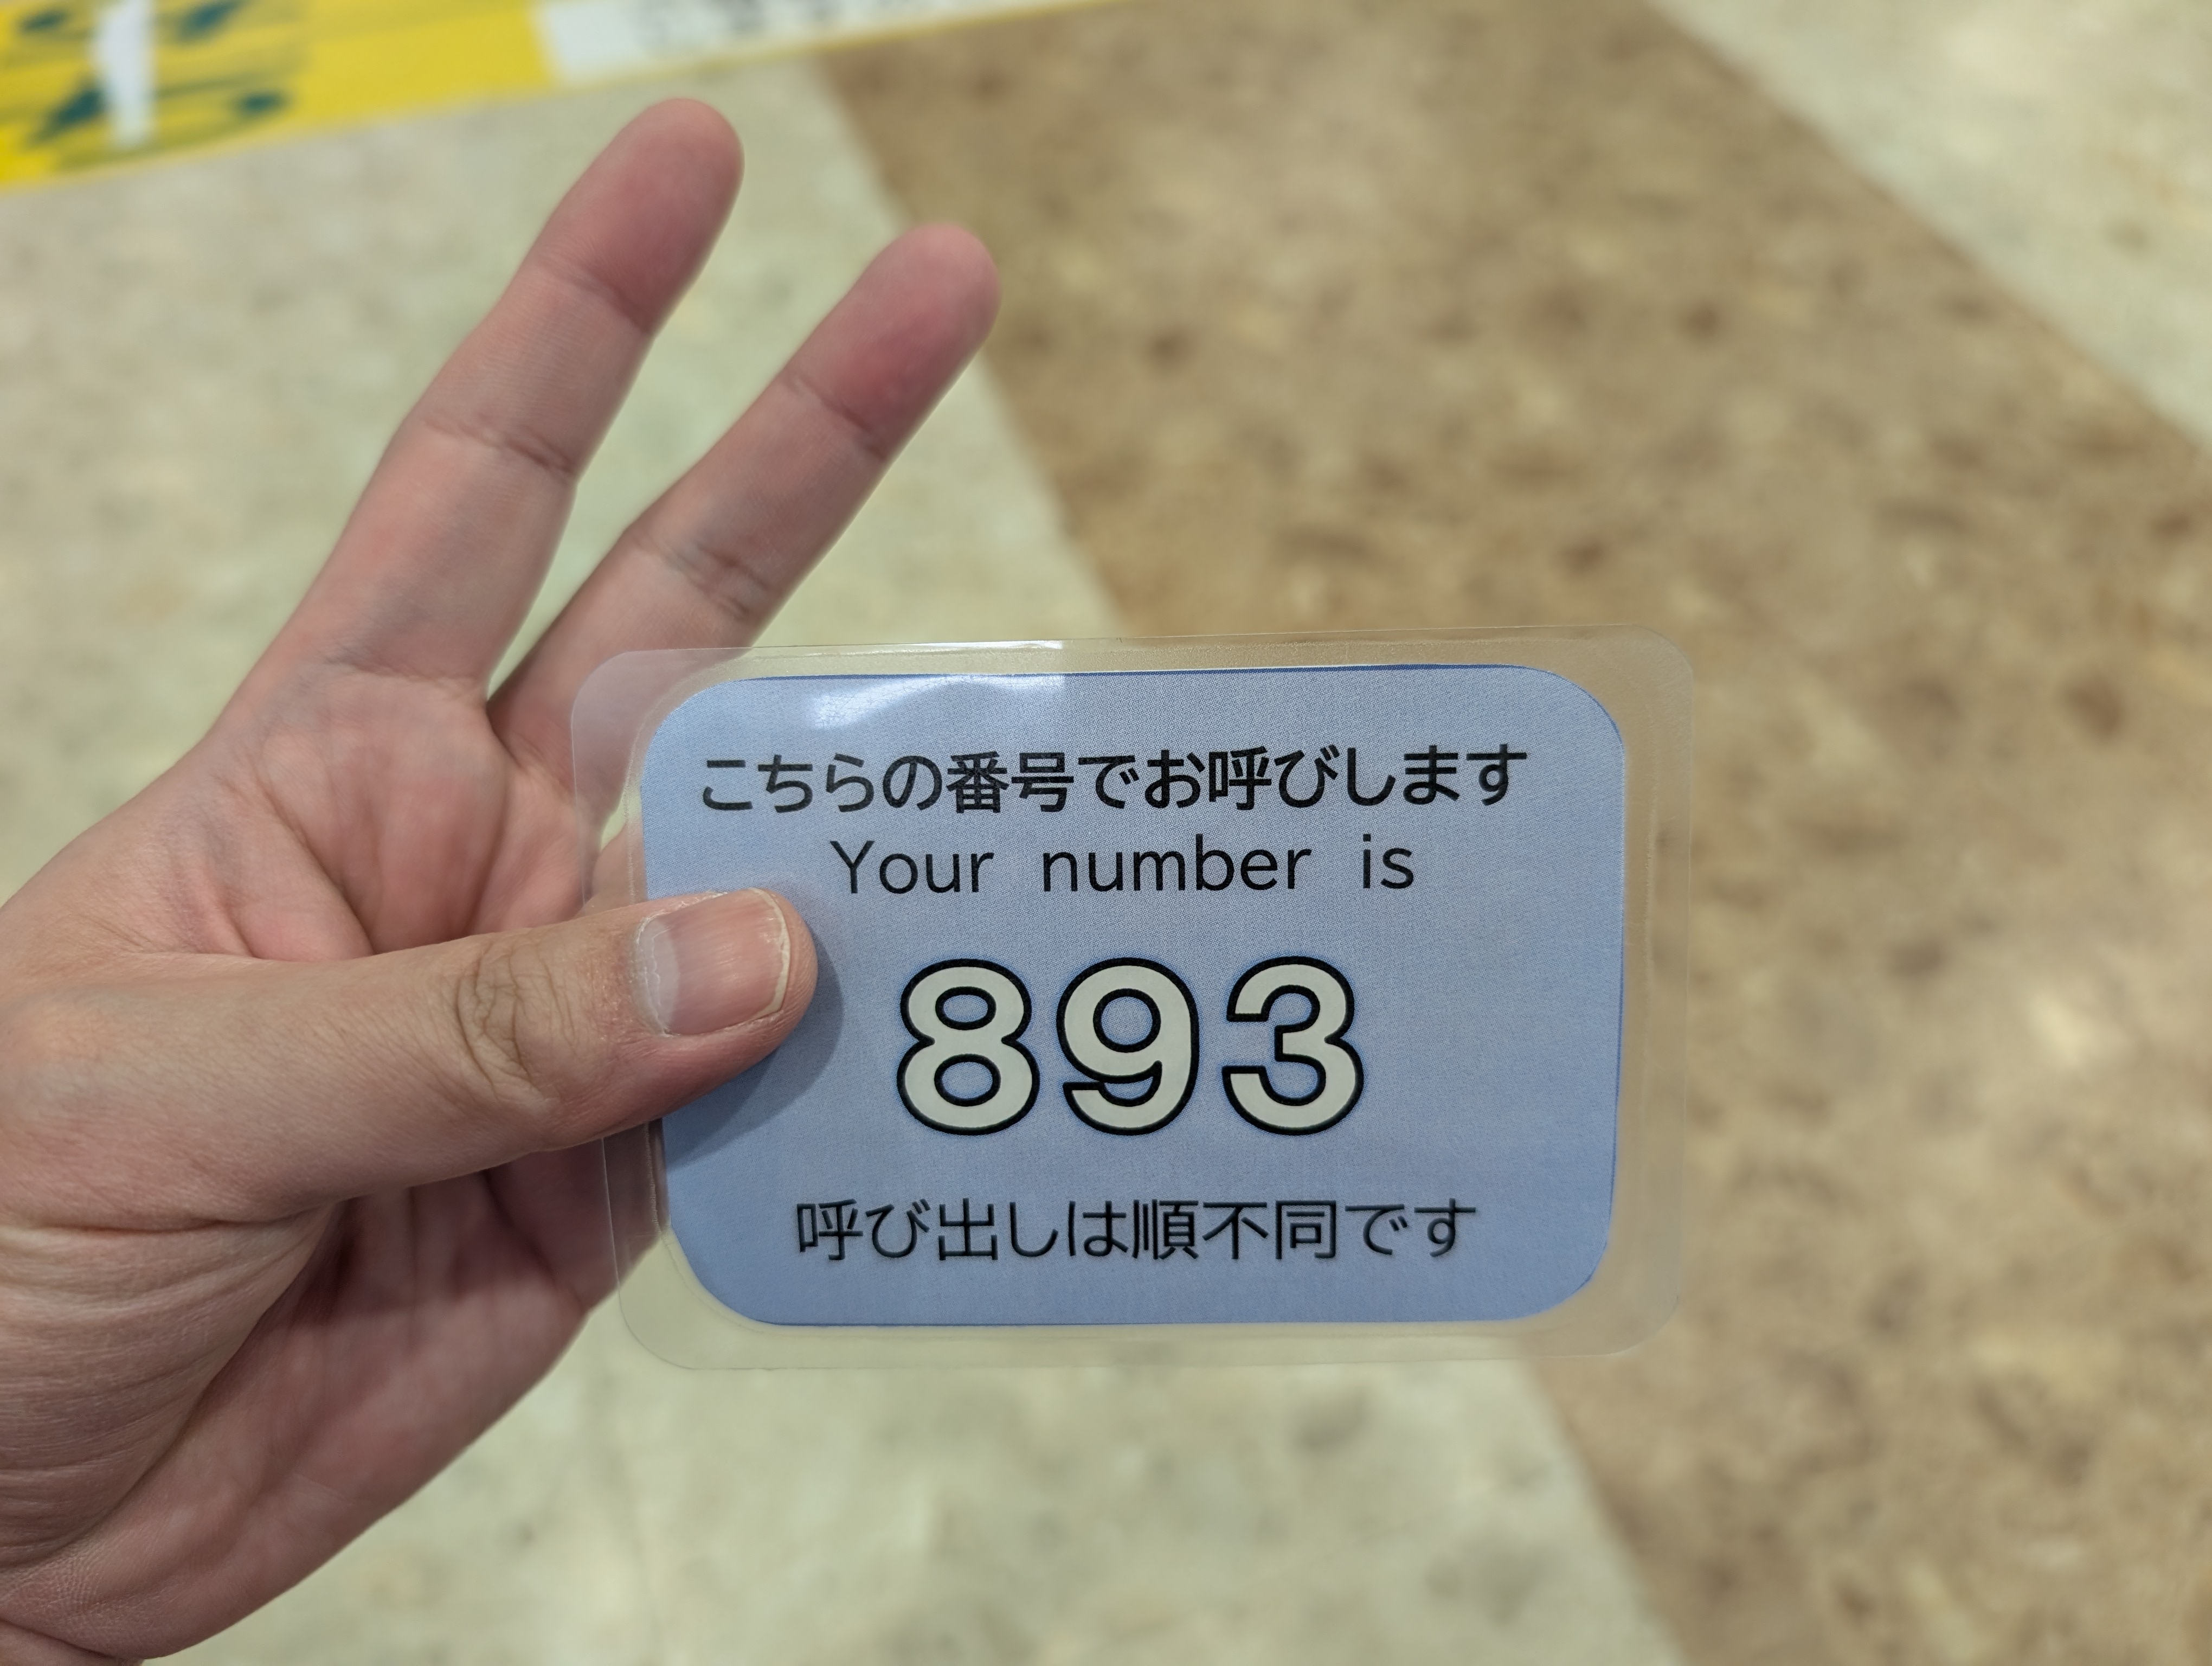 こちらの番号でお呼びします
Your number is
893
呼び出しは順不同です